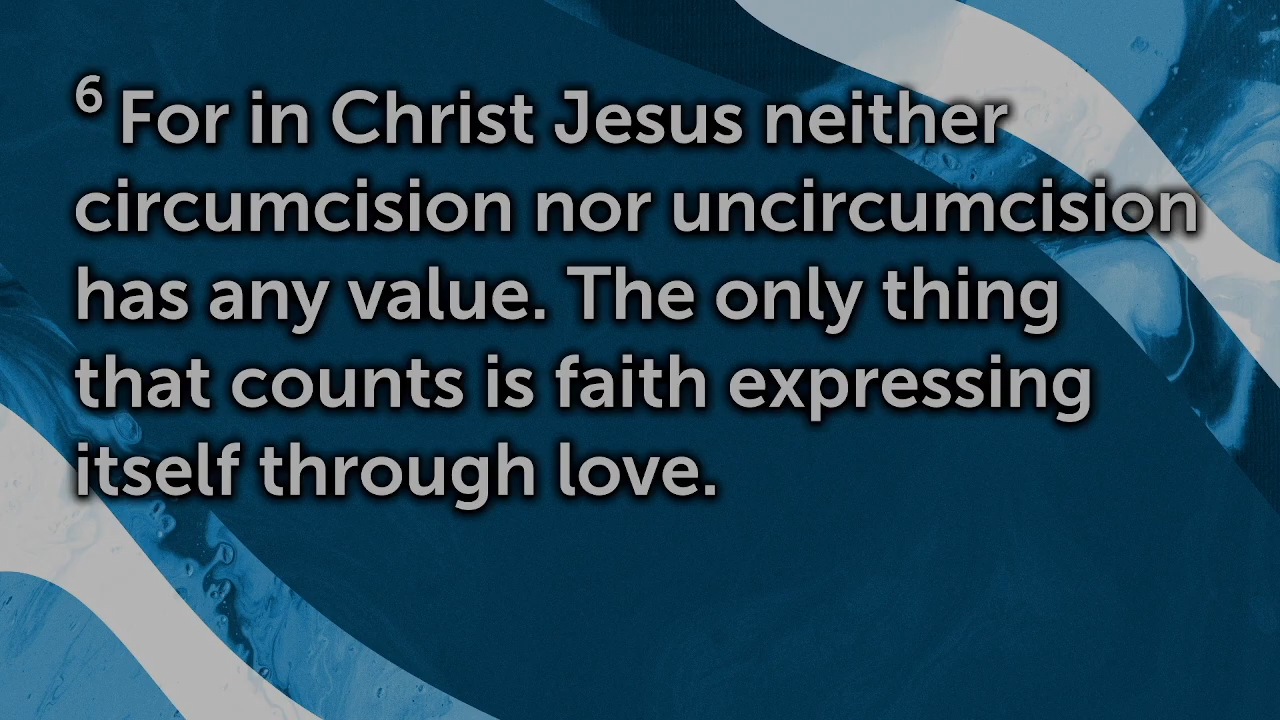 6 For in Christ Jesus neither
circumcision nor uncircumcision
has any value. The only thing
that counts is faith expressing
itself through love.